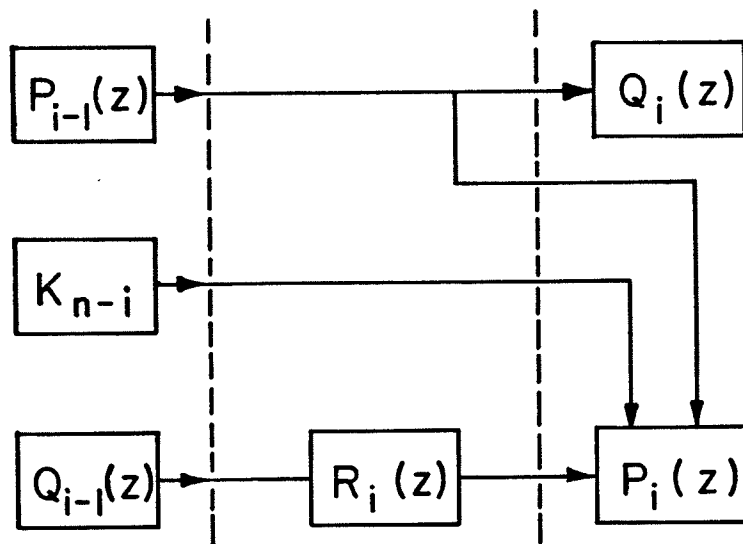 P_{i-1}(z)
Q_i(z)
K_{n-i}
Q_{i-1}(z)
R_i(z)
P_i(z)